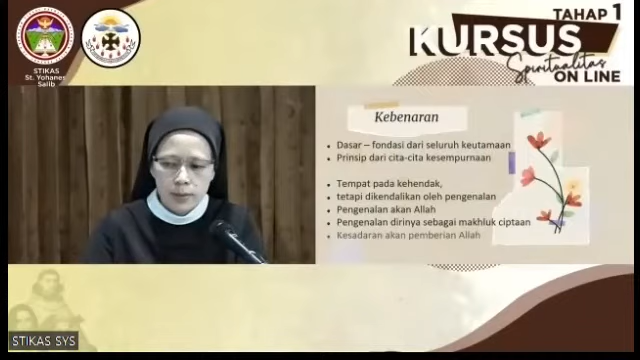 TAHAP 1
KURSUS
Spiritualitas
ON LINE
STIKAS
St. Yohanes
Salib
Kebenaran
• Dasar – fondasi dari seluruh keutamaan
• Prinsip dari cita-cita kesempurnaan
• Tempat pada kehendak,
• tetapi dikendalikan oleh pengenalan
• Pengenalan akan Allah
• Pengenalan dirinya sebagai makhluk ciptaan
• Kesadaran akan pemberian Allah
STIKAS SYS